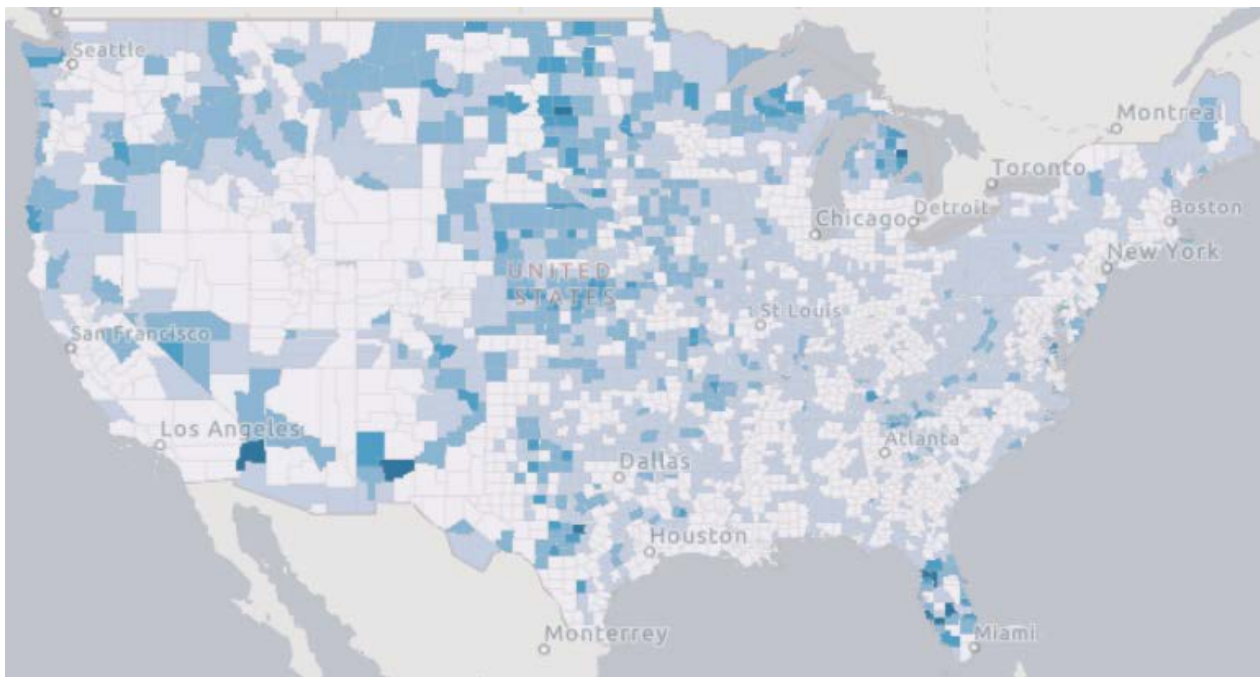 Seattle
Montreal
Toronto
Boston
Chicago
Detroit
New York
UNITED
STATES
St Louis
San Francisco
Los Angeles
Atlanta
Dallas
Houston
Monterrey
Miami